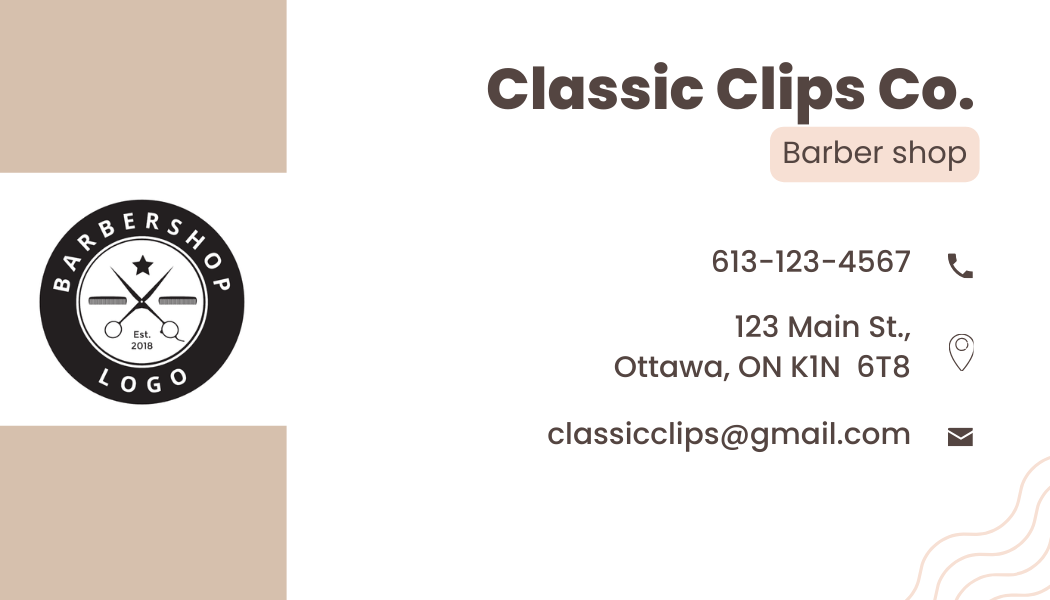 Classic Clips Co.
Barber shop
BARBERSHOP
Est.
2018
LOGO
613-123-4567
123 Main St.,
Ottawa, ON K1N  6T8
classicclips@gmail.com